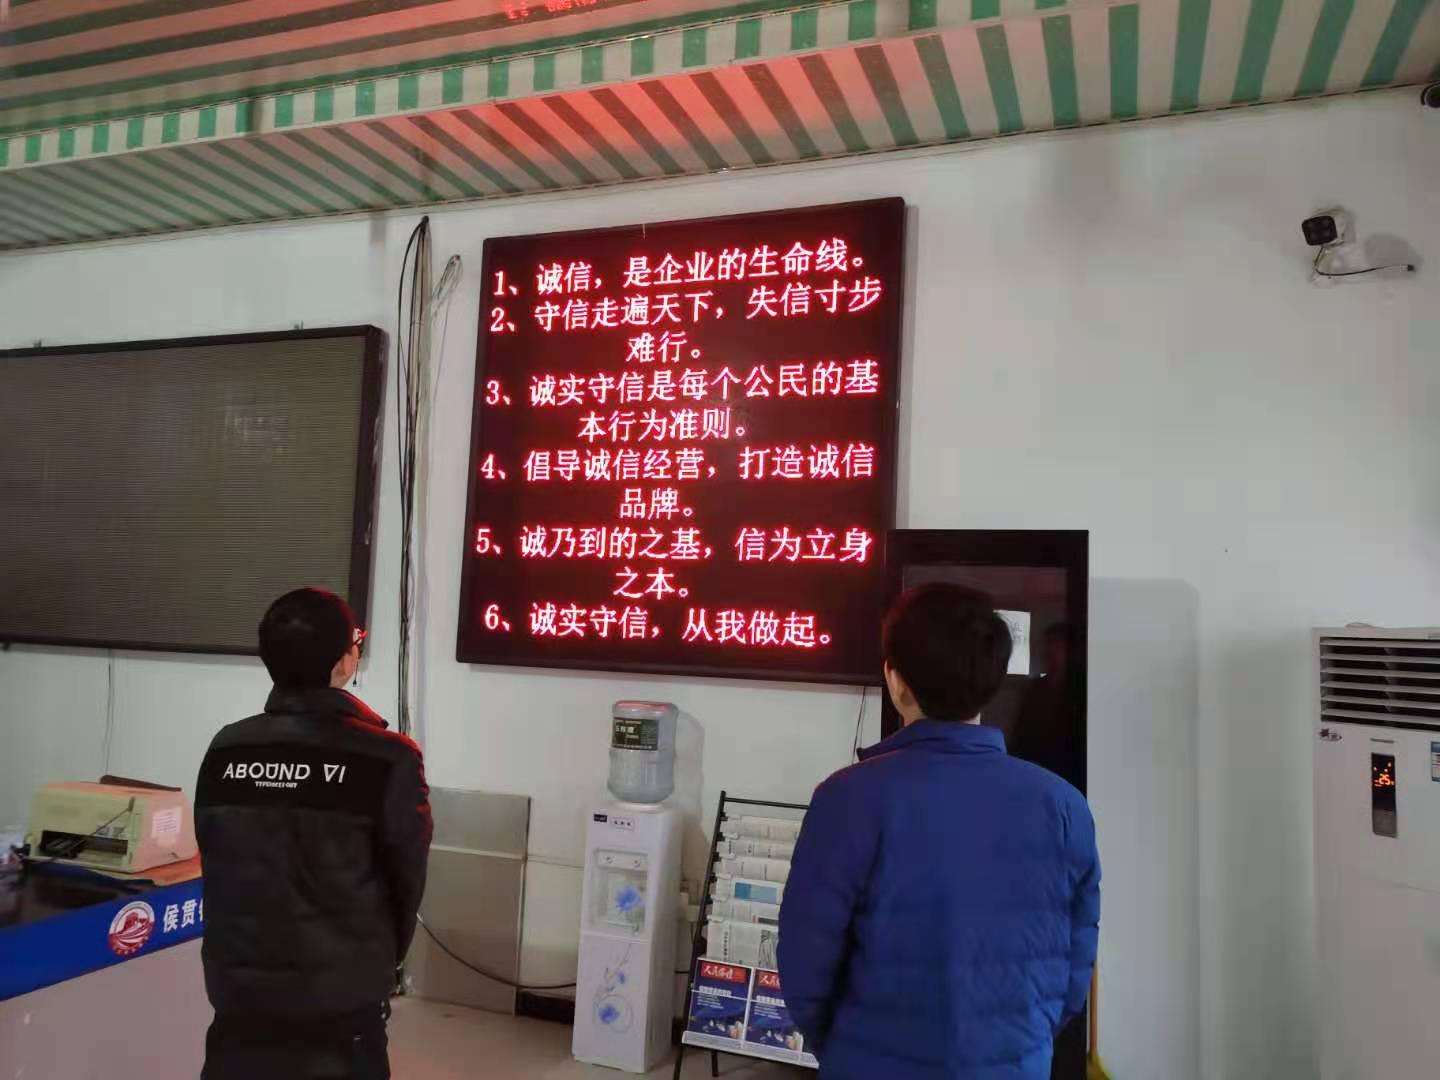 1、诚信，是企业的生命线。
2、守信走遍天下，失信寸步
难行。
3、诚实守信是每个公民的基
本行为准则。
4、倡导诚信经营，打造诚信
品牌。
5、诚乃到的之基，信为立身
之本。
6、诚实守信，从我做起。
ABOUND VI
侯贯
25